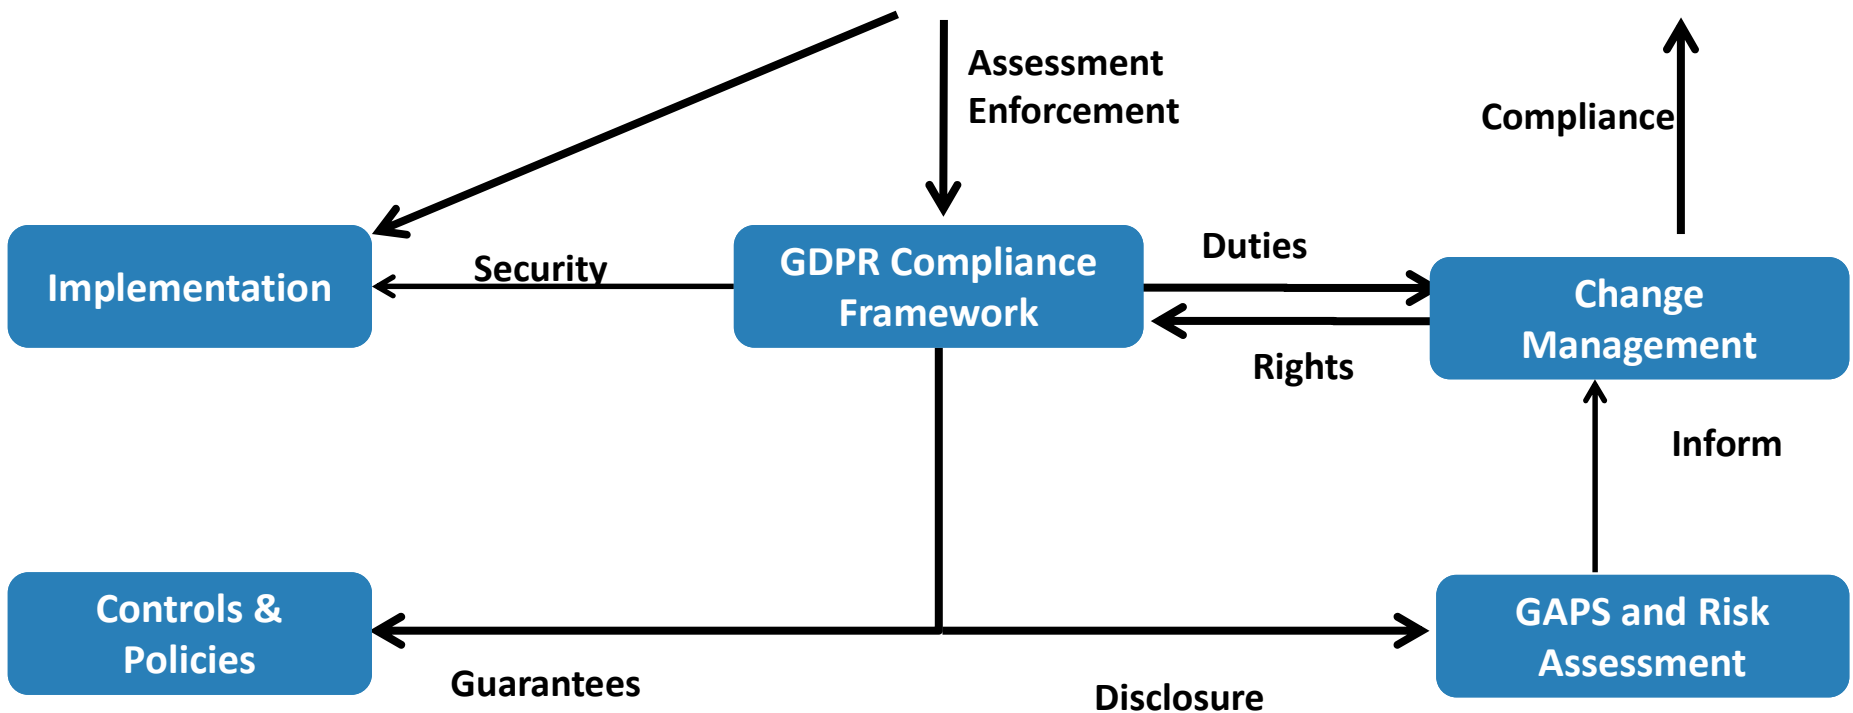 Assessment
Enforcement
Compliance
Implementation
Security
GDPR Compliance
Framework
Duties
Rights
Change
Management
Inform
Controls &
Policies
Guarantees
Disclosure
GAPS and Risk
Assessment